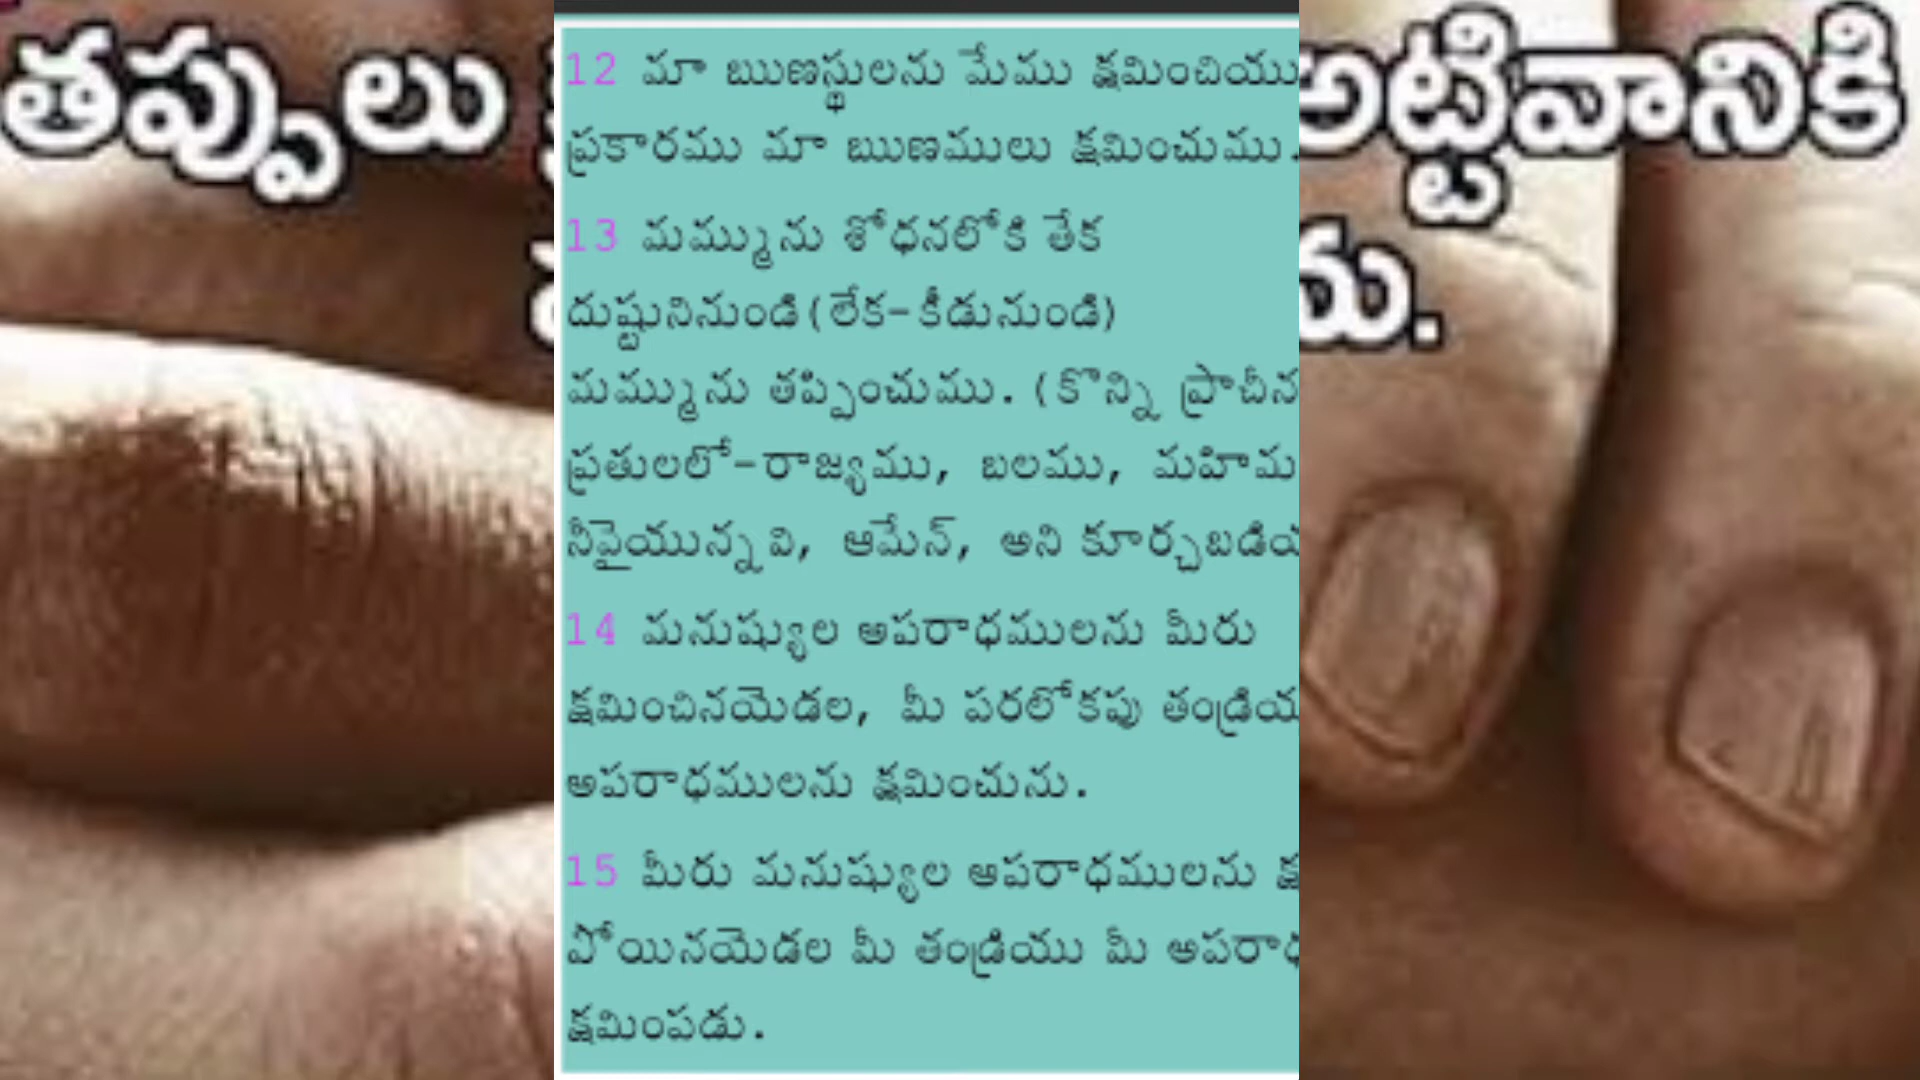 తప్పులు
అట్టివానికి
12 మా ఋణస్థులను మేము క్షమించియు
ప్రకారము మా ఋణములు క్షమించుము.
13 మమ్మును శోధనలోకి తేక
దుష్టునినుండి(లేక-కీడునుండి)
మమ్మును తప్పించుము.(కొన్ని ప్రాచీన
ప్రతులలో-రాజ్యము, బలము, మహిమ
నీవైయున్నవి, ఆమేన్, అని కూర్చబడియ
14 మనుష్యుల అపరాధములను మీరు
క్షమించినయెడల, మీ పరలోకపు తండ్రియు
అపరాధములను క్షమించును.
15 మీరు మనుష్యుల అపరాధములను క్ష
పోయినయెడల మీ తండ్రియు మీ అపరాధ
క్షమింపడు.